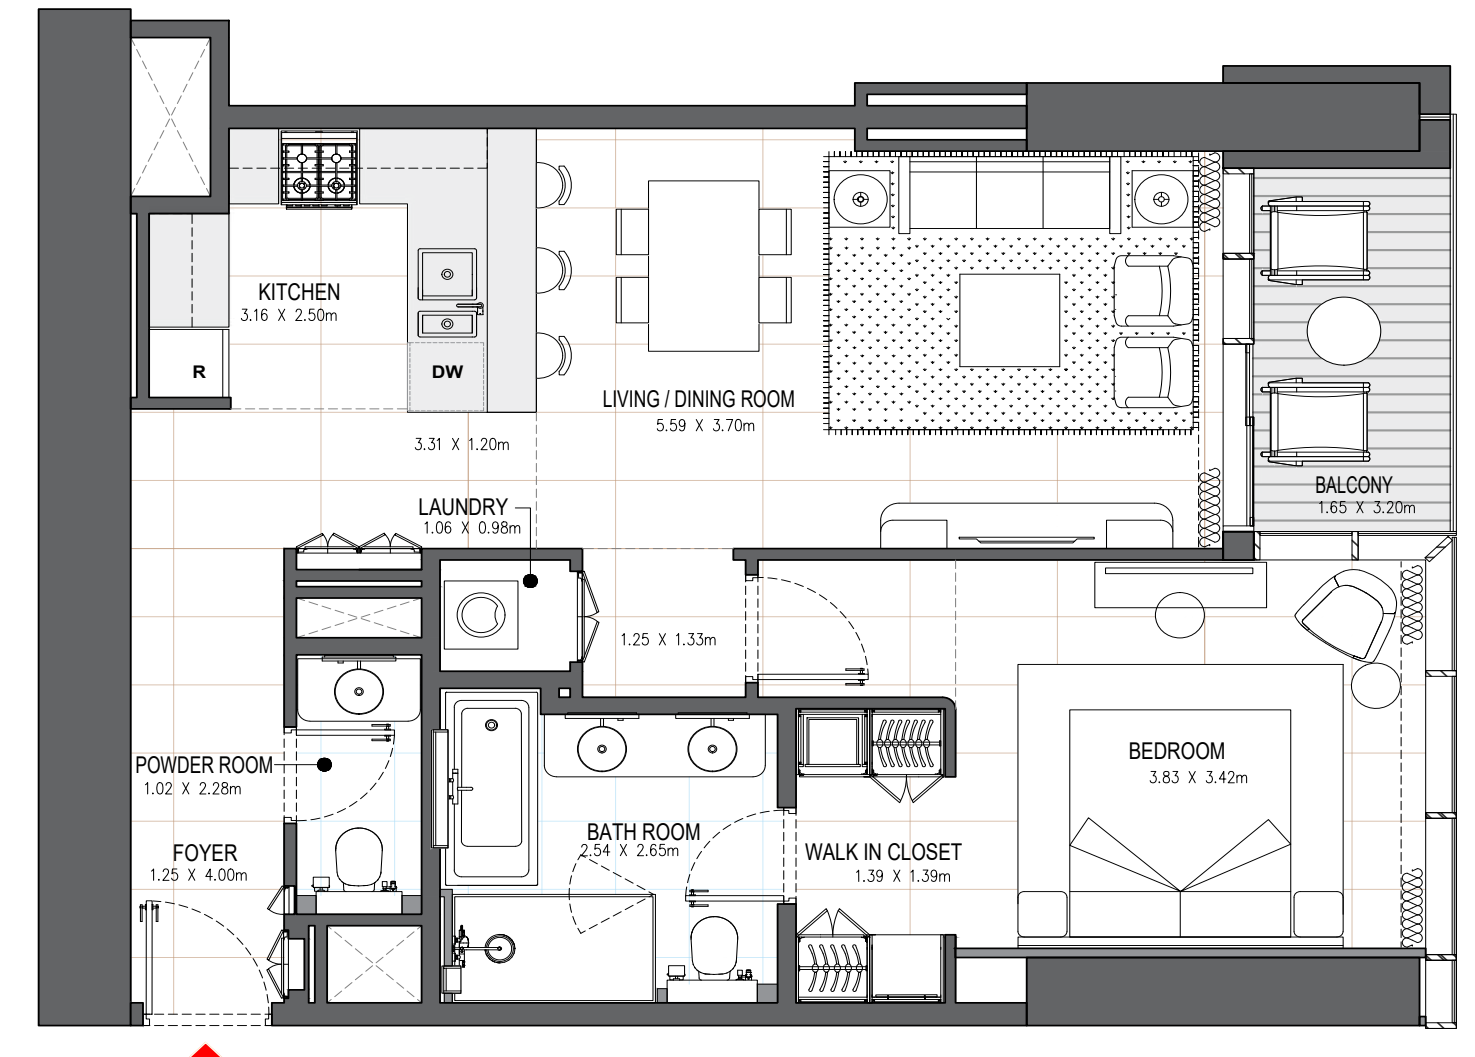 KITCHEN
3.16 X 2.50m
R
DW
LIVING / DINING ROOM
5.59 X 3.70m
3.31 X 1.20m
BALCONY
1.65 X 3.20m
LAUNDRY
1.06 X 0.98m
1.25 X 1.33m
POWDER ROOM
1.02 X 2.28m
BEDROOM
3.83 X 3.42m
BATH ROOM
2.54 X 2.65m
FOYER
1.25 X 4.00m
WALK IN CLOSET
1.39 X 1.39m